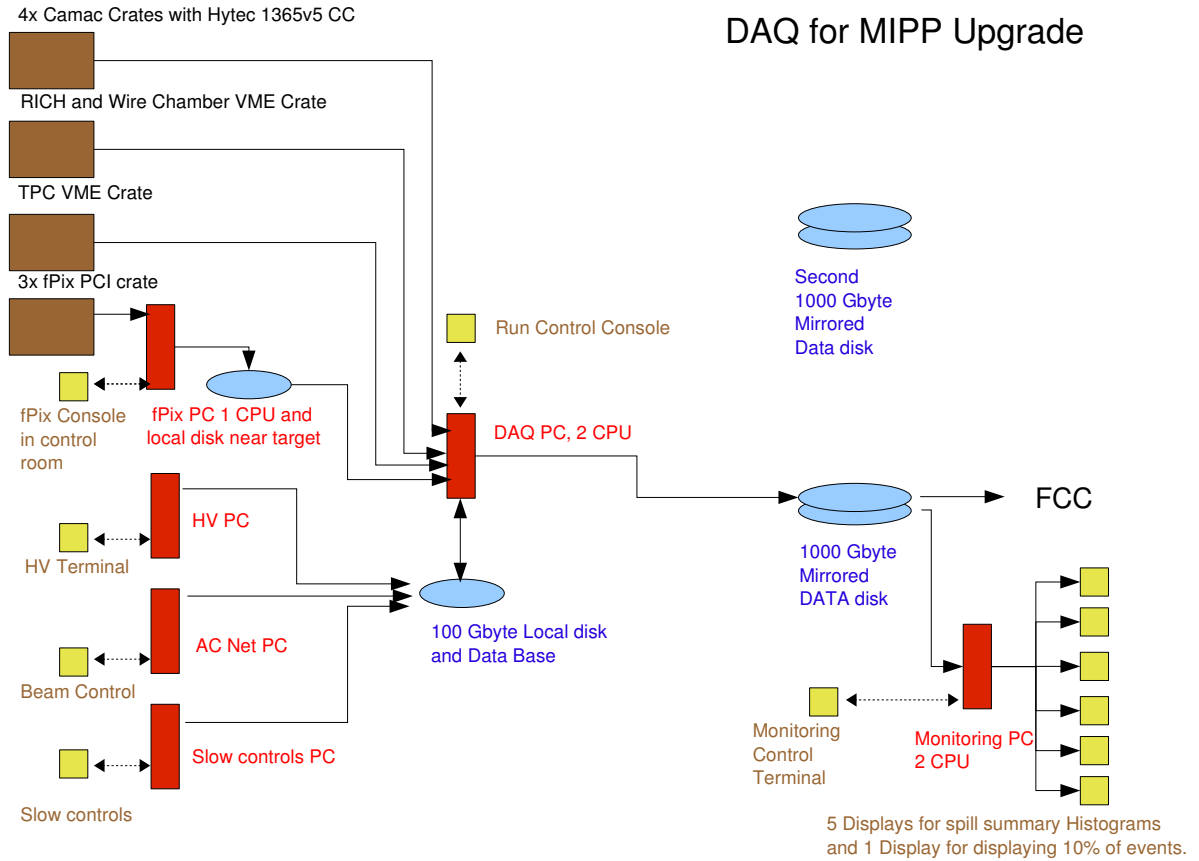 4x Camac Crates with Hytec 1365v5 CC
DAQ for MIPP Upgrade
RICH and Wire Chamber VME Crate
TPC VME Crate
3x fPix PCI crate
Second
1000 Gbyte
Mirrored
Data disk
Run Control Console
fPix Console
in control
room
fPix PC 1 CPU and
local disk near target
DAQ PC, 2 CPU
HV PC
HV Terminal
FCC
1000 Gbyte
Mirrored
DATA disk
100 Gbyte Local disk
and Data Base
AC Net PC
Beam Control
Slow controls PC
Slow controls
Monitoring
Control
Terminal
Monitoring PC
2 CPU
5 Displays for spill summary Histograms
and 1 Display for displaying 10% of events.